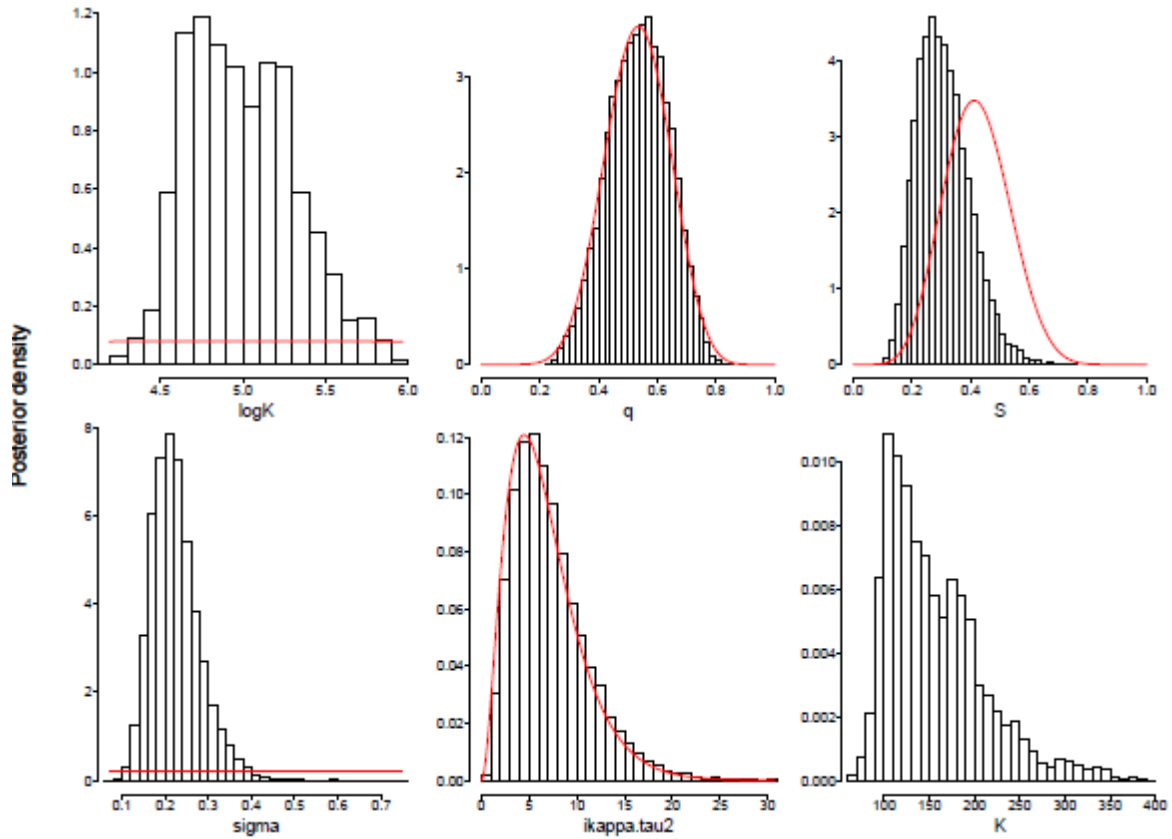 Posterior density
1.2
1.0
0.8
0.6
0.4
0.2
0.0
4.5 5.0 5.5 6.0
logK
3
2
1
0
0.0 0.2 0.4 0.6 0.8 1.0
q
4
3
2
1
0
0.0 0.2 0.4 0.6 0.8 1.0
S
8
6
4
2
0
0.1 0.2 0.3 0.4 0.5 0.6 0.7
sigma
0.12
0.10
0.08
0.06
0.04
0.02
0.00
0 5 10 15 20 25 30
ikappa.tau2
0.010
0.008
0.006
0.004
0.002
0.000
100 150 200 250 300 350 400
K